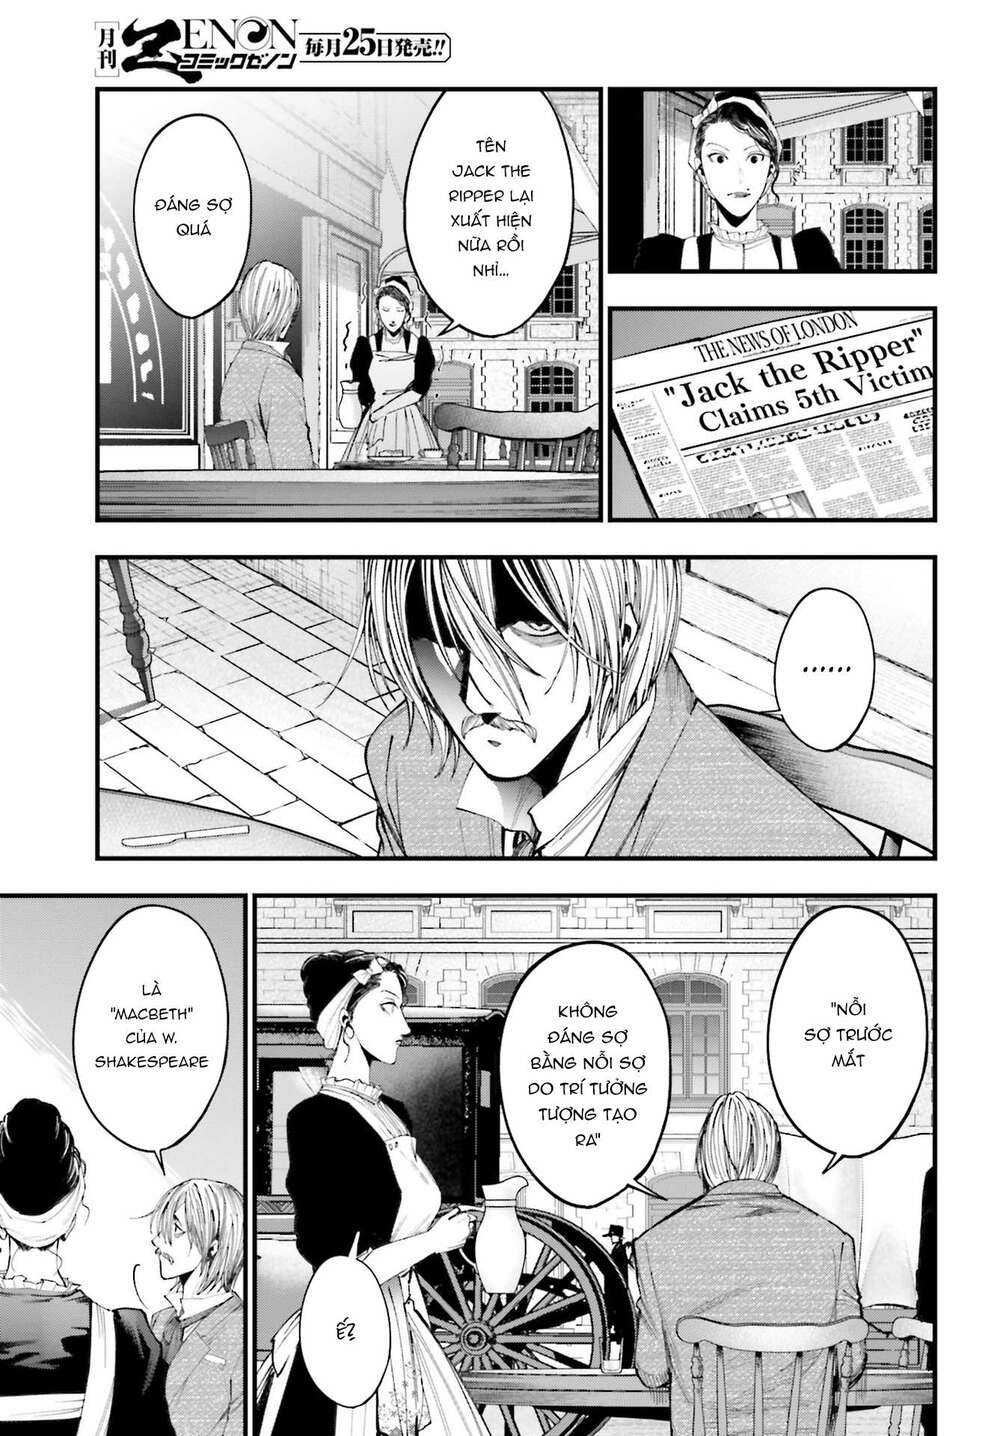 月刊
ZENON
コミックゼノン
毎月25日発売!!
THE NEWS OF LONDON
"Jack the Ripper"
Claims 5th Victim
TÊN
JACK THE
RIPPER LẠI
XUẤT HIỆN
NỮA RỒI
NHỈ...
ĐÁNG SỢ
QUÁ
......
"NỖI
SỢ TRƯỚC
MẮT
KHÔNG
ĐÁNG SỢ
BẰNG NỖI SỢ
DO TRÍ TƯỞNG
TƯỢNG TẠO
RA"
Ế?
LÀ
"MACBETH"
CỦA W.
SHAKESPEARE